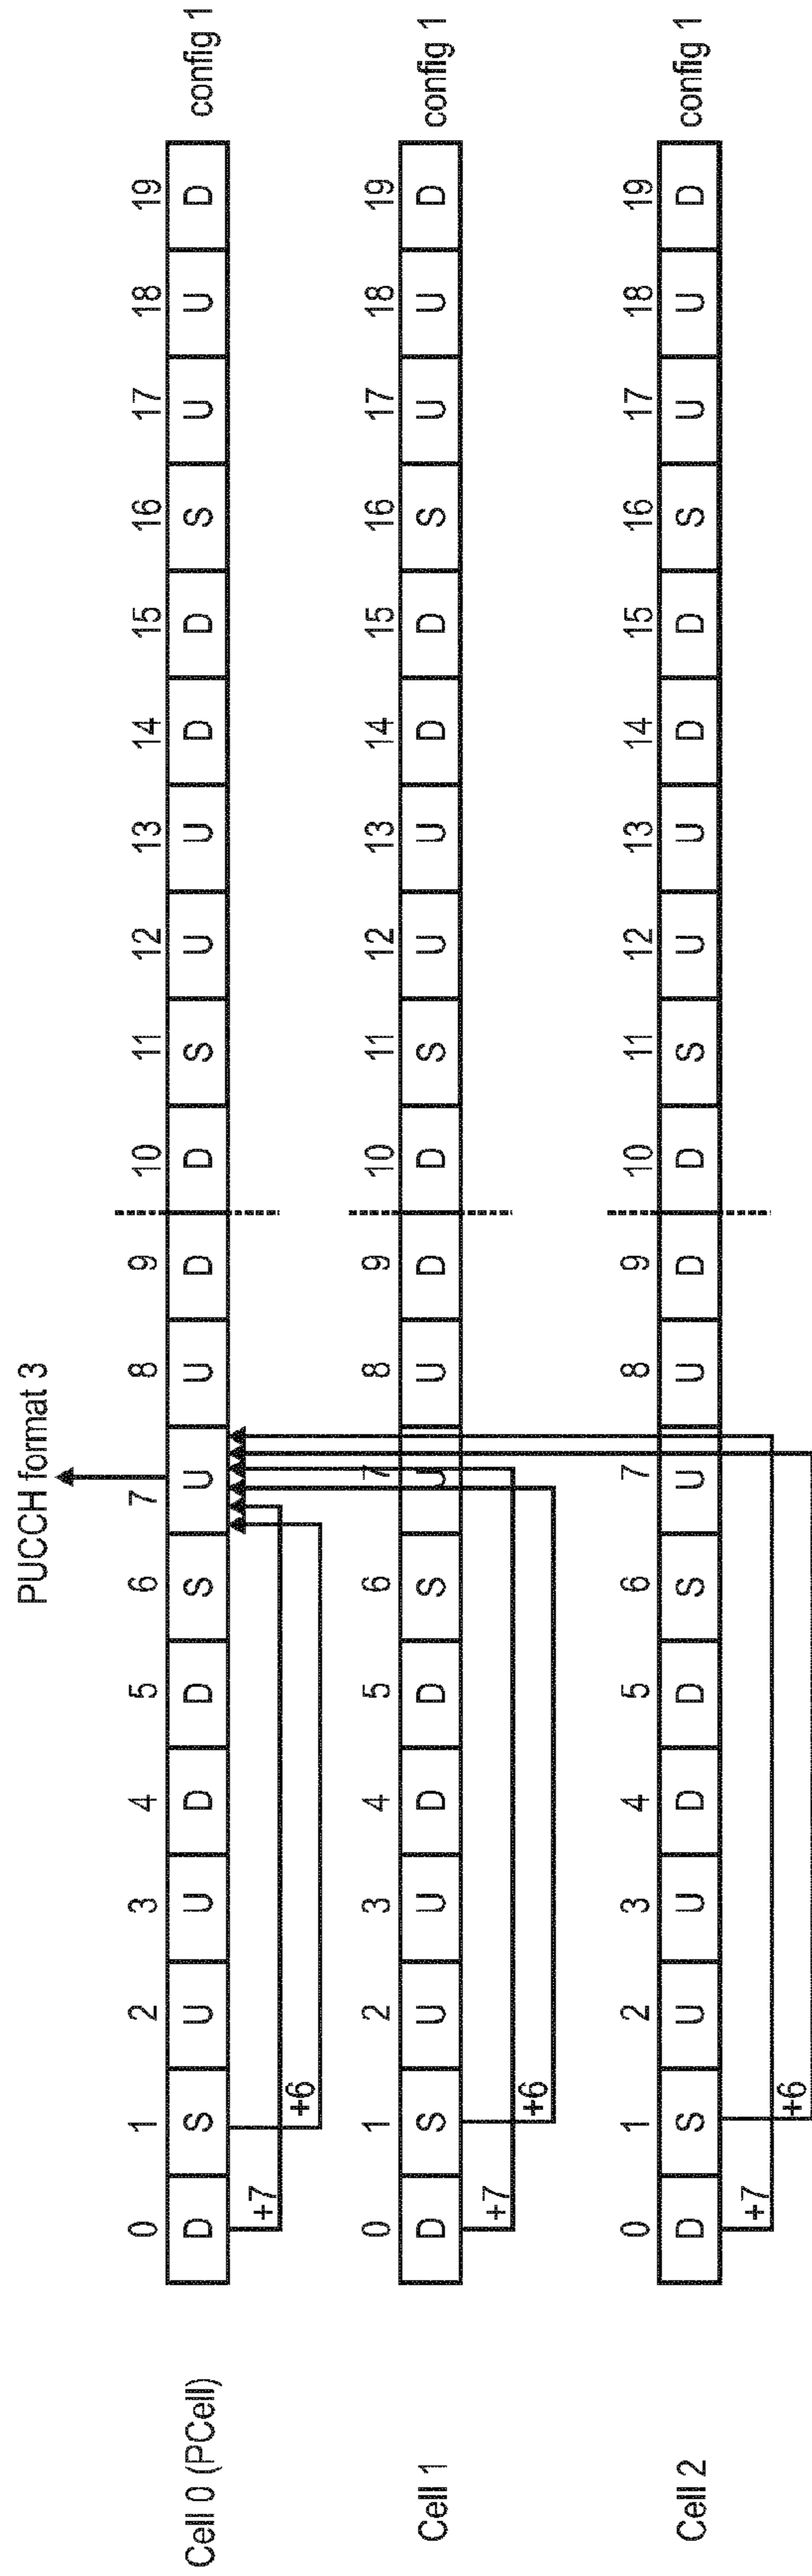 PUCCH format 3
0 1 2 3 4 5 6 7 8 9 10 11 12 13 14 15 16 17 18 19
Cell 0 (PCell) D S U U D D S U U D D S U U D D S U U D config 1
+7
+6
0 1 2 3 4 5 6 7 8 9 10 11 12 13 14 15 16 17 18 19
Cell 1 D S U U D D S U U D D S U U D D S U U D config 1
+7
+6
0 1 2 3 4 5 6 7 8 9 10 11 12 13 14 15 16 17 18 19
Cell 2 D S U U D D S U U D D S U U D D S U U D config 1
+7
+6